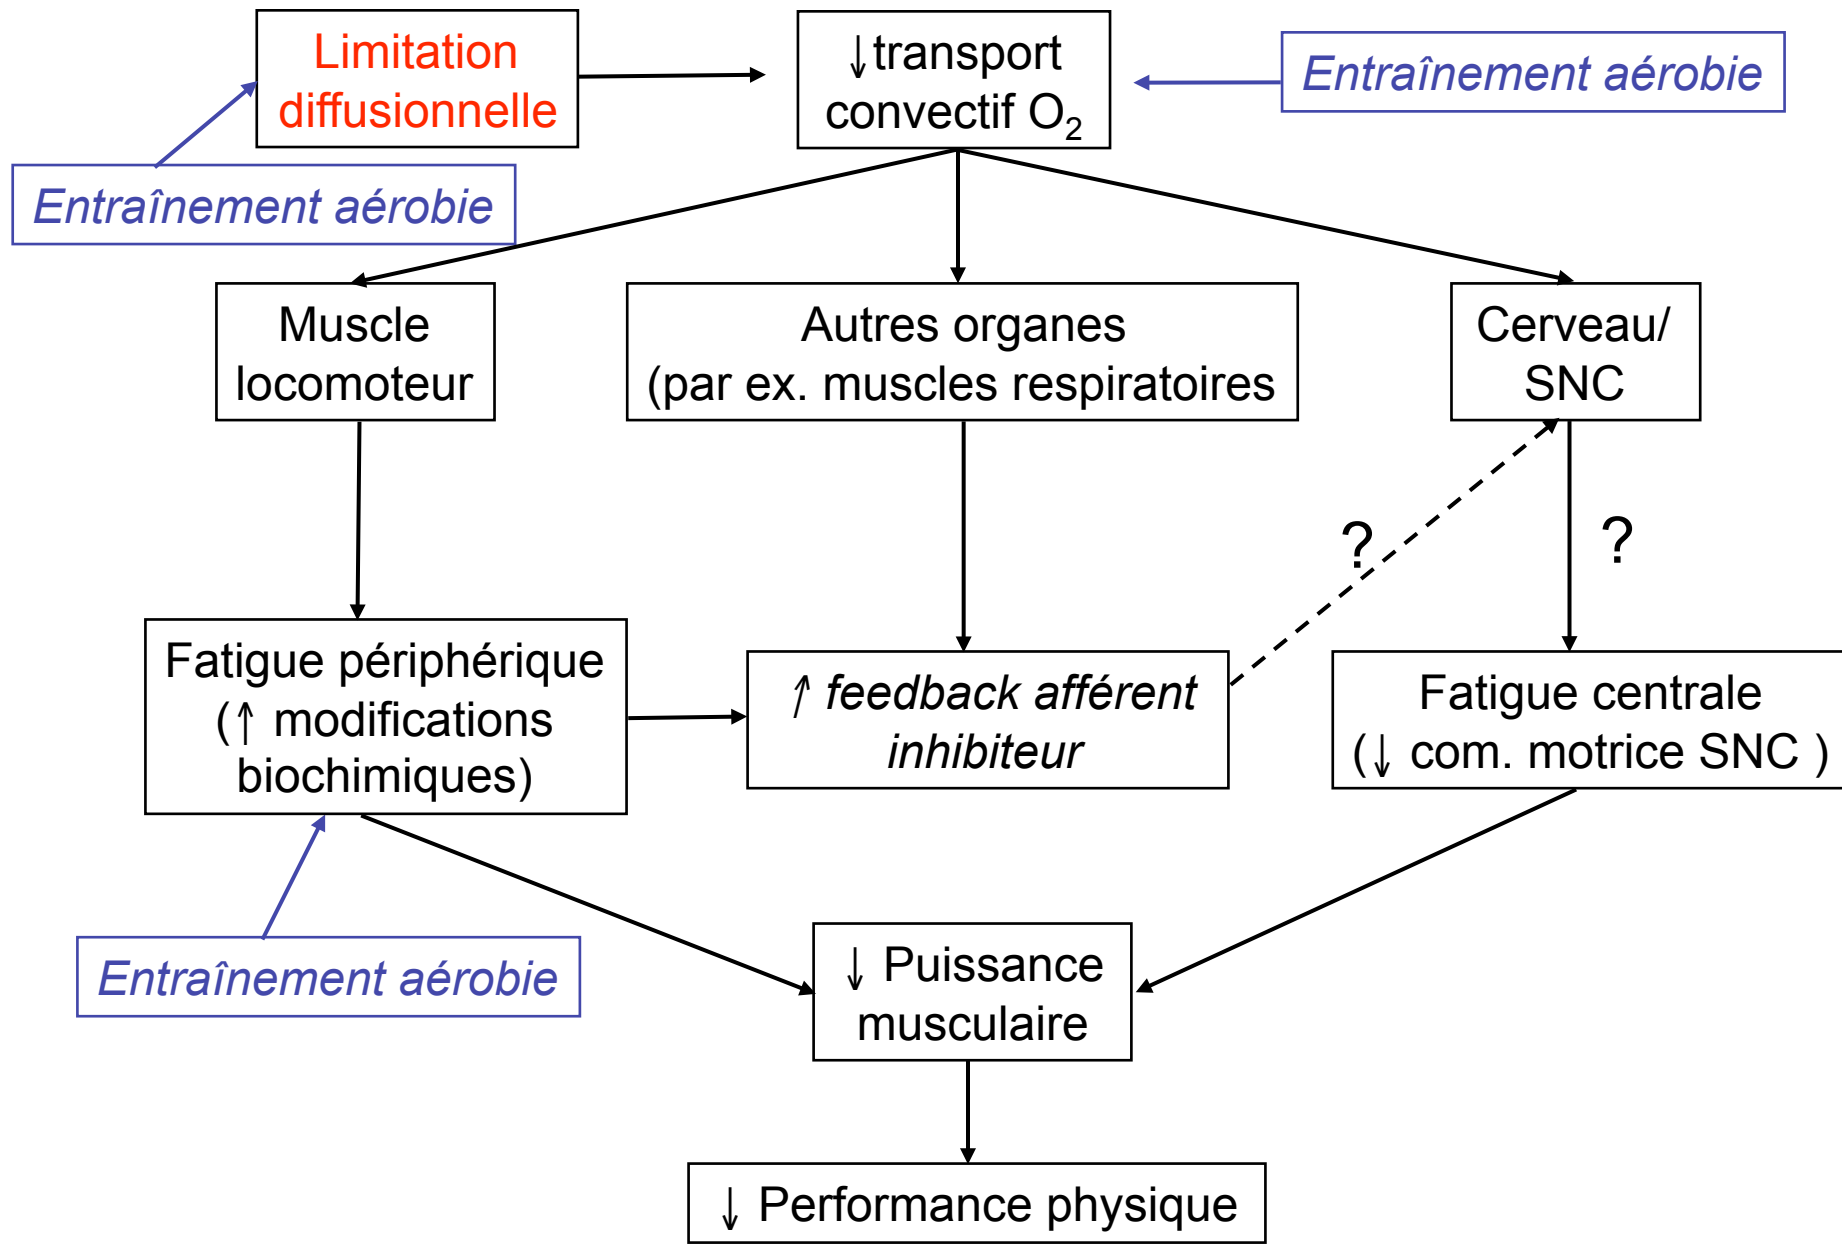 Limitation
diffusionnelle
↓transport
convectif O₂
Entraînement aérobie
Entraînement aérobie
Muscle
locomoteur
Autres organes
(par ex. muscles respiratoires
Cerveau/
SNC
?
?
Fatigue périphérique
(↑ modifications
biochimiques)
↑ feedback afférent
inhibiteur
Fatigue centrale
(↓ com. motrice SNC )
Entraînement aérobie
↓ Puissance
musculaire
↓ Performance physique